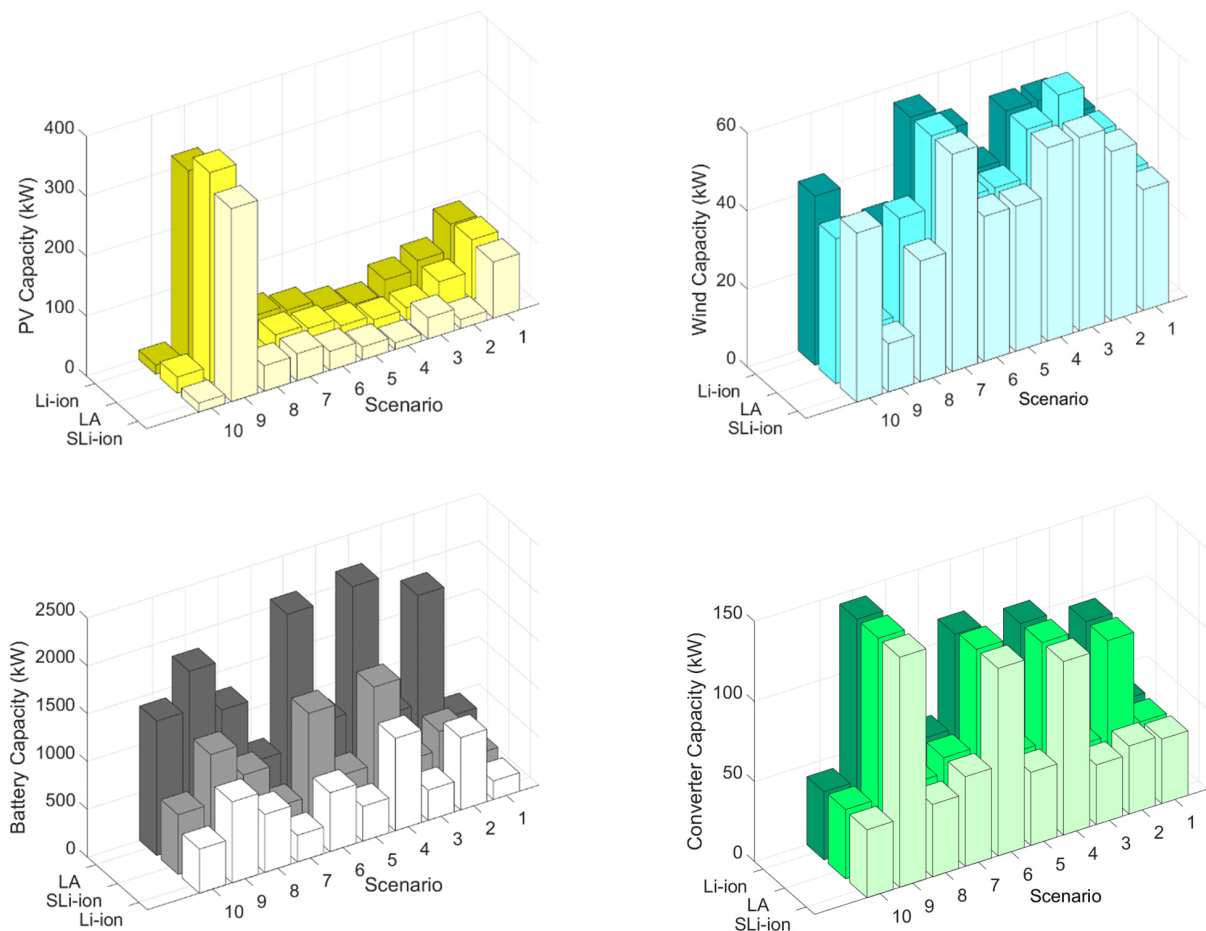 400
300
200
100
0
PV Capacity (kW)
Li-ion
LA
SLi-ion
10
9
8
7
6
5
4
3
2
1
Scenario
60
40
20
0
Wind Capacity (kW)
Li-ion
LA
SLi-ion
10
9
8
7
6
5
4
3
2
1
Scenario
2500
2000
1500
1000
500
0
Battery Capacity (kW)
LA
SLi-ion
Li-ion
10
9
8
7
6
5
4
3
2
1
Scenario
150
100
50
0
Converter Capacity (kW)
Li-ion
LA
SLi-ion
10
9
8
7
6
5
4
3
2
1
Scenario